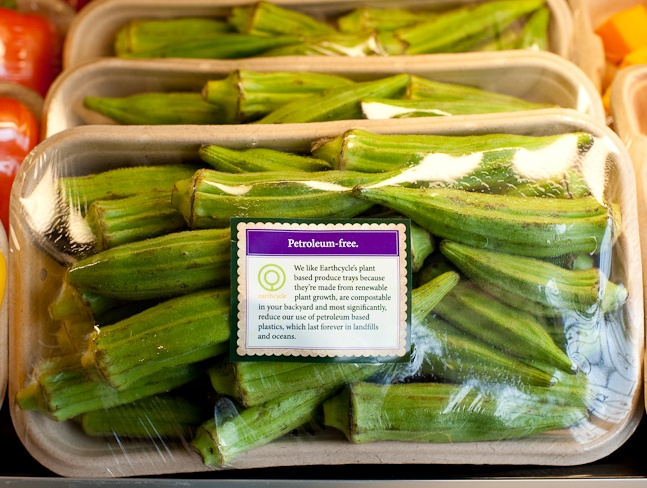 Petroleum-free.
We like Earthcycle's plant
based produce trays because
they're made from renewable
plant growth, are compostable
in your backyard and most significantly,
reduce our use of petroleum based
plastics, which last forever in landfills
and oceans.
earthcycle